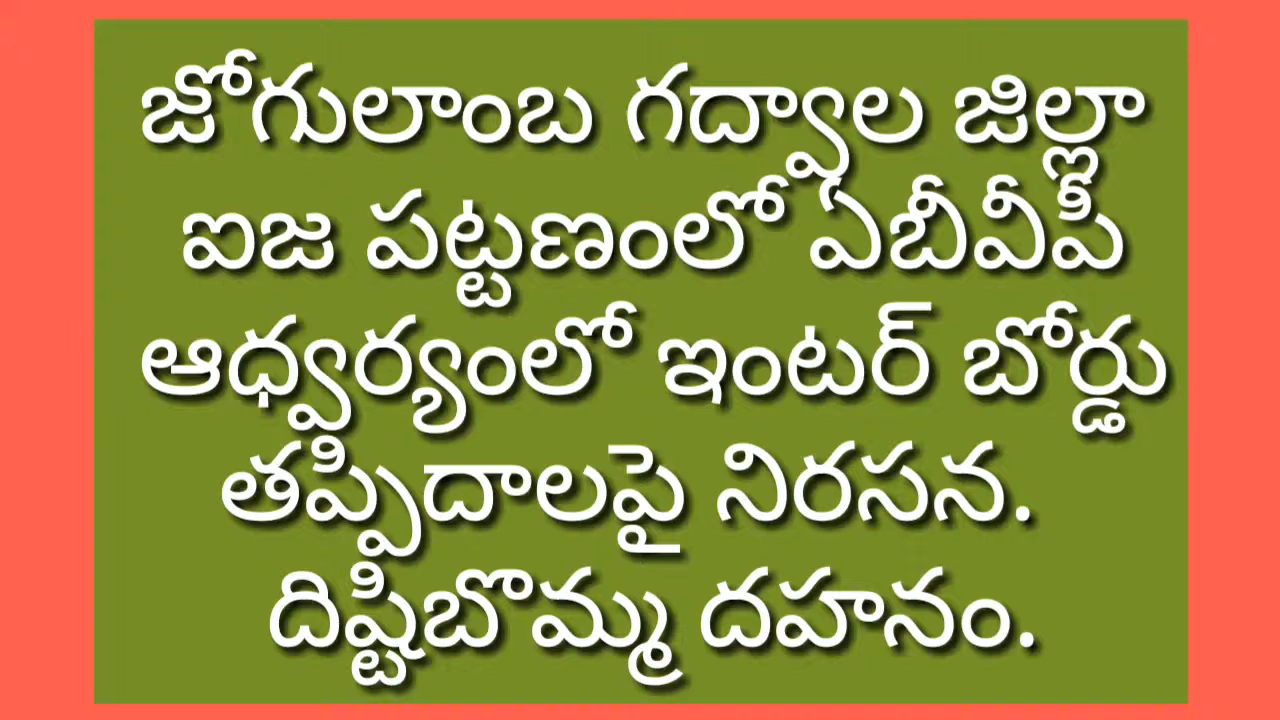 జోగులాంబ గద్వాల జిల్లా
ఐజ పట్టణంలో ఏబీవీపీ
ఆధ్వర్యంలో ఇంటర్ బోర్డు
తప్పిదాలపై నిరసన.
దిష్టిబొమ్మ దహనం.